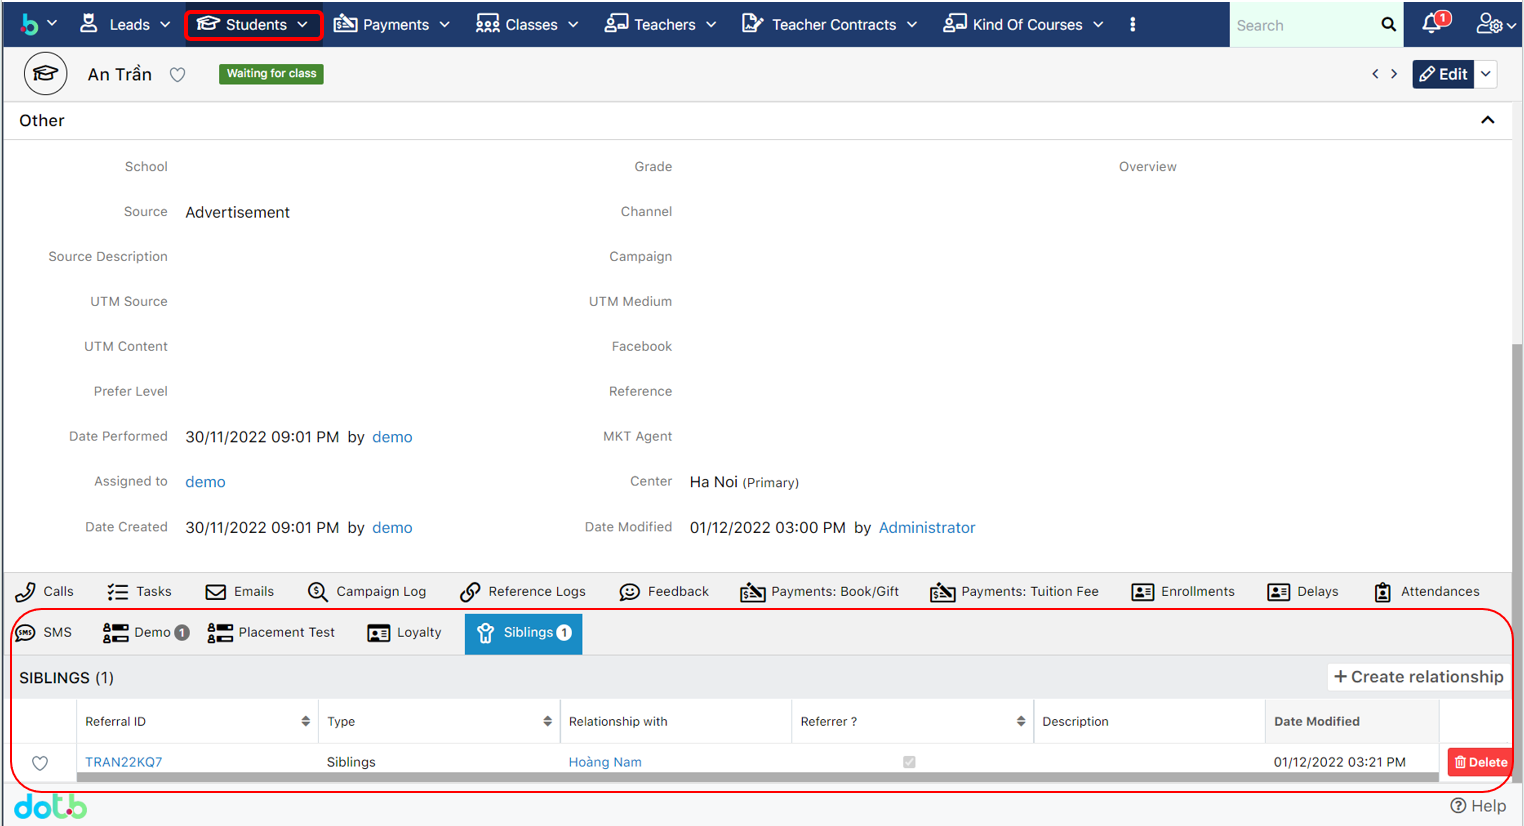 b Leads Students Payments Classes Teachers Teacher Contracts Kind Of Courses Search 1
An Trần Waiting for class Edit
Other
School Grade Overview
Source Advertisement Channel
Source Description Campaign
UTM Source UTM Medium
UTM Content Facebook
Prefer Level Reference
Date Performed 30/11/2022 09:01 PM by demo MKT Agent
Assigned to demo Center Ha Noi (Primary)
Date Created 30/11/2022 09:01 PM by demo Date Modified 01/12/2022 03:00 PM by Administrator
Calls Tasks Emails Campaign Log Reference Logs Feedback Payments: Book/Gift Payments: Tuition Fee Enrollments Delays Attendances
SMS SMS Demo 1 Placement Test Loyalty Siblings 1
SIBLINGS (1) + Create relationship
Referral ID Type Relationship with Referrer ? Description Date Modified
TRAN22KQ7 Siblings Hoàng Nam 01/12/2022 03:21 PM Delete
dotb ? Help